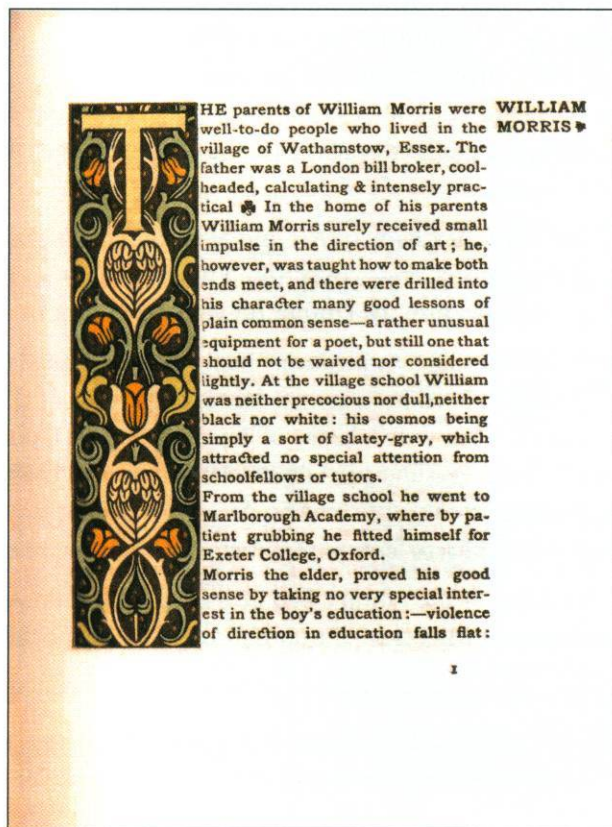 THE parents of William Morris were
well-to-do people who lived in the
village of Wathamstow, Essex. The
father was a London bill broker, cool-
headed, calculating & intensely prac-
tical ☘ In the home of his parents
William Morris surely received small
impulse in the direction of art; he,
however, was taught how to make both
ends meet, and there were drilled into
his character many good lessons of
plain common sense—a rather unusual
equipment for a poet, but still one that
should not be waived nor considered
lightly. At the village school William
was neither precocious nor dull, neither
black nor white: his cosmos being
simply a sort of slatey-gray, which
attracted no special attention from
schoolfellows or tutors.
From the village school he went to
Marlborough Academy, where by pa-
tient grubbing he fitted himself for
Exeter College, Oxford.
Morris the elder, proved his good
sense by taking no very special inter-
est in the boy's education:—violence
of direction in education falls flat:
WILLIAM
MORRIS
1